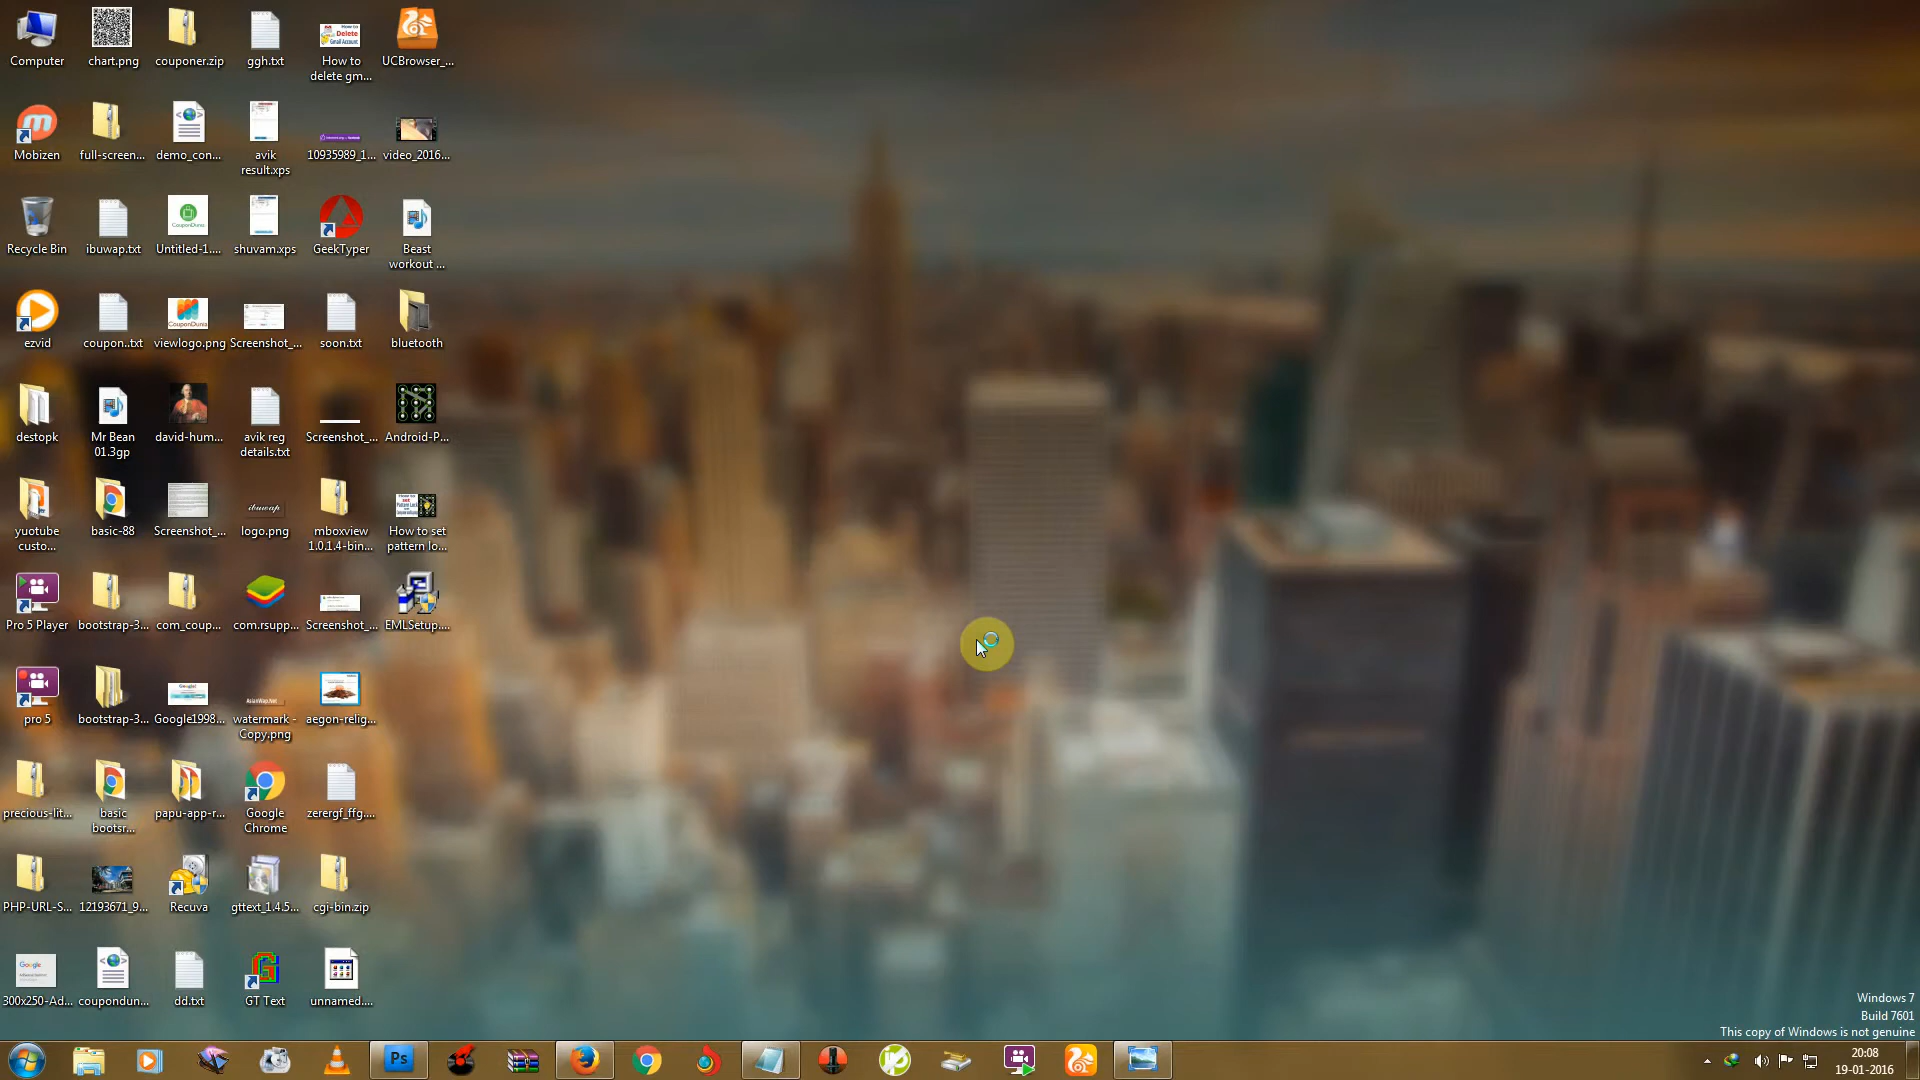 Computer
chart.png
couponer.zip
ggh.txt
How to
delete gm...
UCBrowser_...
Mobizen
full-screen...
demo_con...
avik
result.xps
10935989_1...
video_2016...
Recycle Bin
ibuwap.txt
Untitled-1....
shuvam.xps
GeekTyper
Beast
workout ...
ezvid
coupon..txt
viewlogo.png
Screenshot_...
soon.txt
bluetooth
destopk
Mr Bean
01.3gp
david-hum...
avik reg
details.txt
Screenshot_...
Android-P...
yuotube
custo...
basic-88
Screenshot_...
logo.png
mboxview
1.0.1.4-bin...
How to set
pattern lo...
Pro 5 Player
bootstrap-3...
com_coup...
com.rsupp...
Screenshot_...
EMLSetup....
pro 5
bootstrap-3...
Google1998...
watermark -
Copy.png
aegon-relig...
precious-lit...
basic
bootsr...
papu-app-r...
Google
Chrome
zerergf_ffg....
PHP-URL-S...
12193671_9...
Recuva
gttext_1.4.5...
cgi-bin.zip
300x250-Ad...
coupondun...
dd.txt
GT Text
unnamed....
Windows 7
Build 7601
This copy of Windows is not genuine
Ps
20:08
19-01-2016